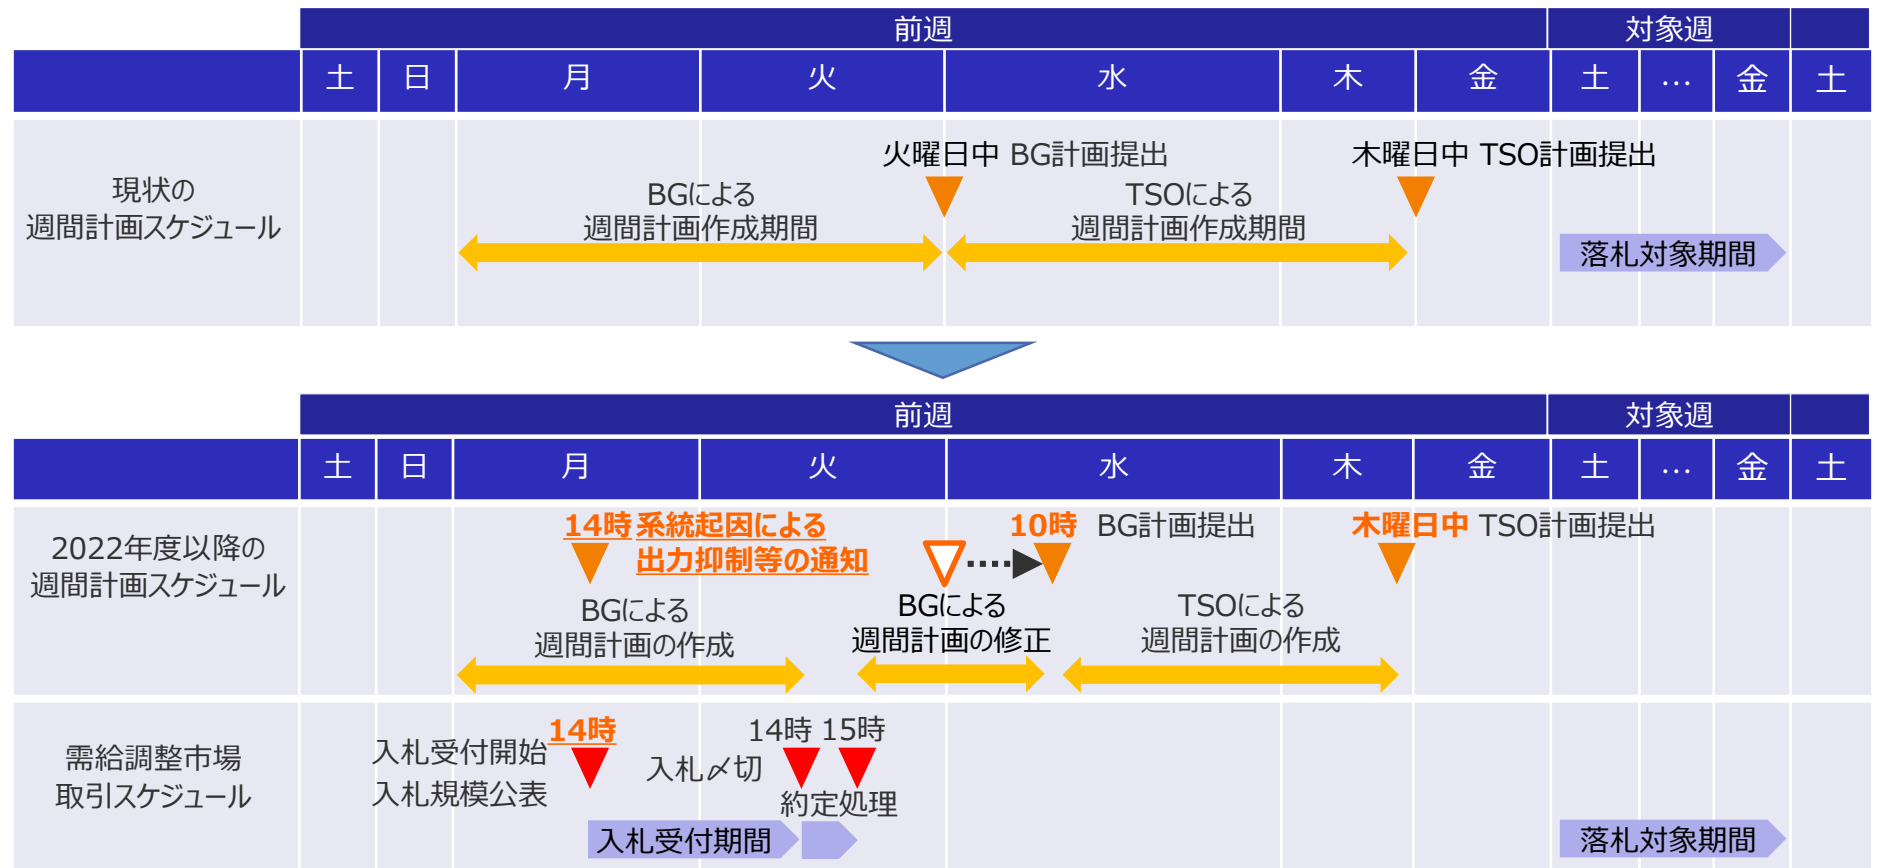 前週 対象週
土 日 月 火 水 木 金 土 … 金 土
現状の
週間計画スケジュール
火曜日中 BG計画提出
木曜日中 TSO計画提出
BGによる
週間計画作成期間
TSOによる
週間計画作成期間
落札対象期間
前週 対象週
土 日 月 火 水 木 金 土 … 金 土
2022年度以降の
週間計画スケジュール
14時 系統起因による
出力抑制等の通知
10時 BG計画提出
木曜日中 TSO計画提出
BGによる
週間計画の作成
BGによる
週間計画の修正
TSOによる
週間計画の作成
需給調整市場
取引スケジュール
入札受付開始
入札規模公表
14時
入札〆切
14時 15時
約定処理
入札受付期間
落札対象期間